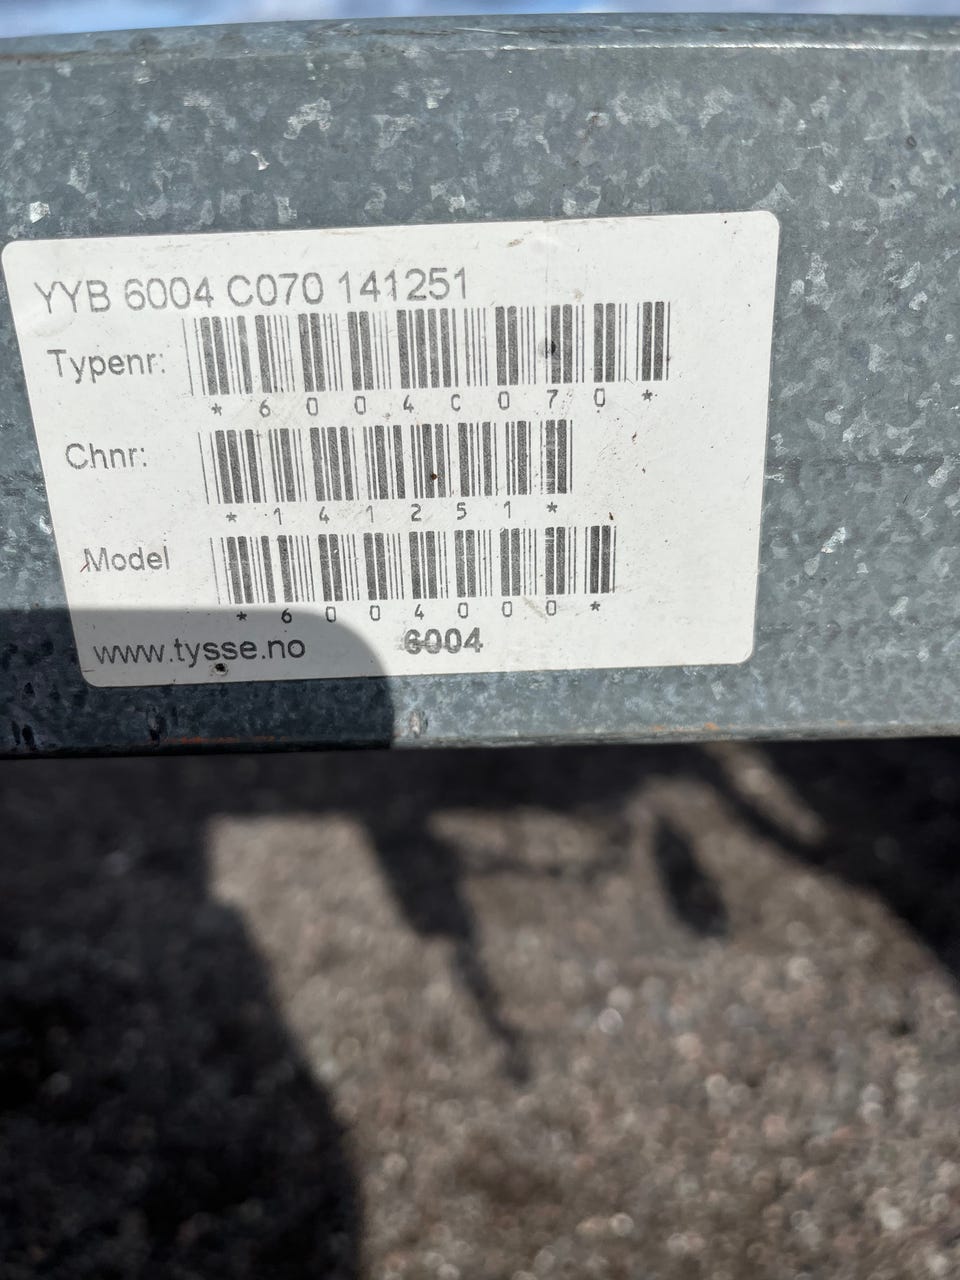 YYB 6004 C070 141251
Typenr:
*6004C070*
Chnr:
*141251*
Model
*6004000*
www.tysse.no 6004